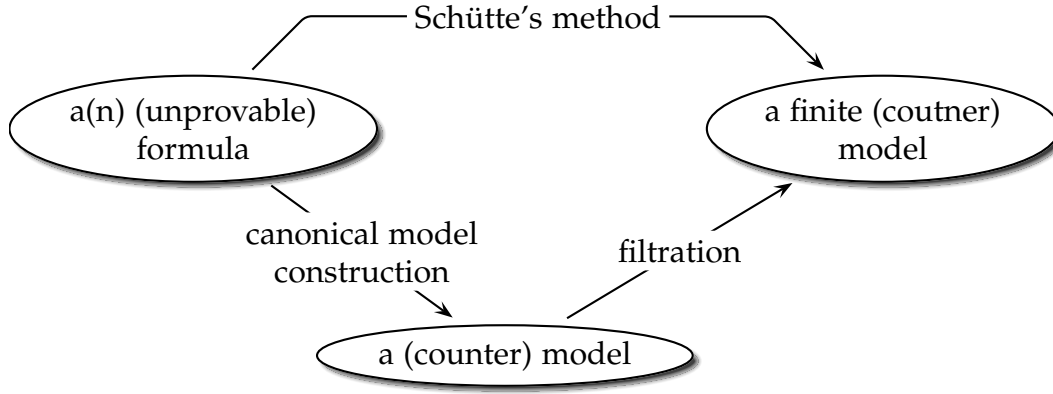 Schütte's method
a(n) (unprovable)
formula
a finite (coutner)
model
canonical model
construction
filtration
a (counter) model